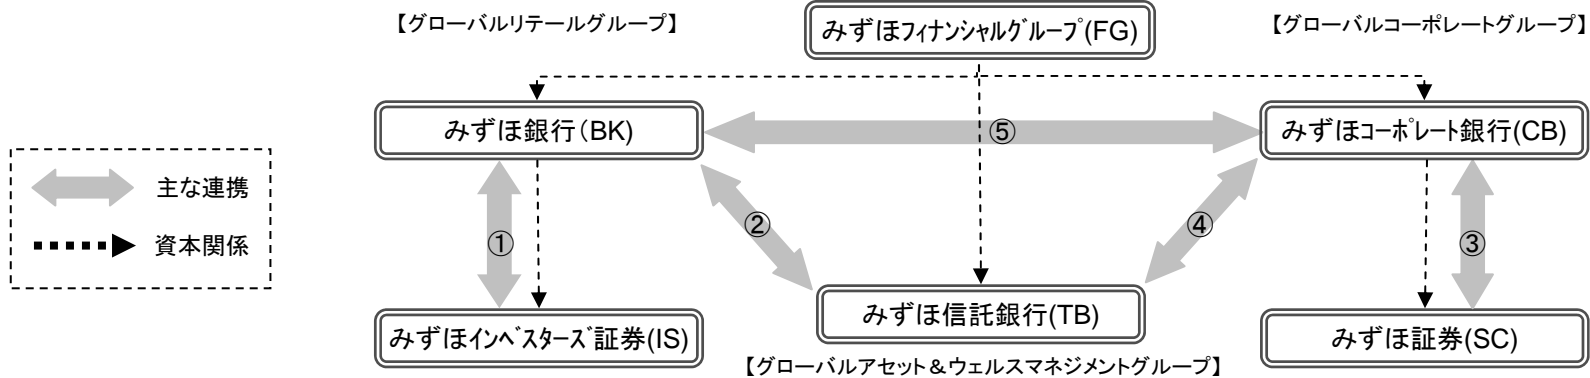 【グローバルリテールグループ】
みずほフィナンシャルグループ(FG)
【グローバルコーポレートグループ】
みずほ銀行(BK)
⑤
みずほコーポレート銀行(CB)
主な連携
資本関係
①
②
④
③
みずほインベスターズ証券(IS)
みずほ信託銀行(TB)
みずほ証券(SC)
【グローバルアセット&ウェルスマネジメントグループ】